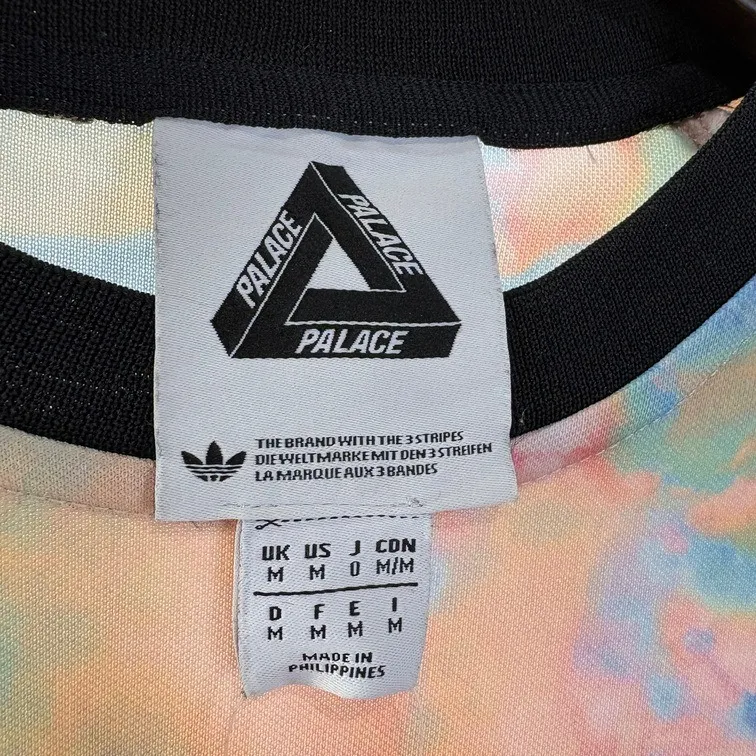 PALACE
PALACE
PALACE
THE BRAND WITH THE 3 STRIPES
DIE WELTMARKE MIT DEN 3 STREIFEN
LA MARQUE AUX 3 BANDES
UK US J CDN
M M O M/M
D F E I
M M M M
MADE IN
PHILIPPINES